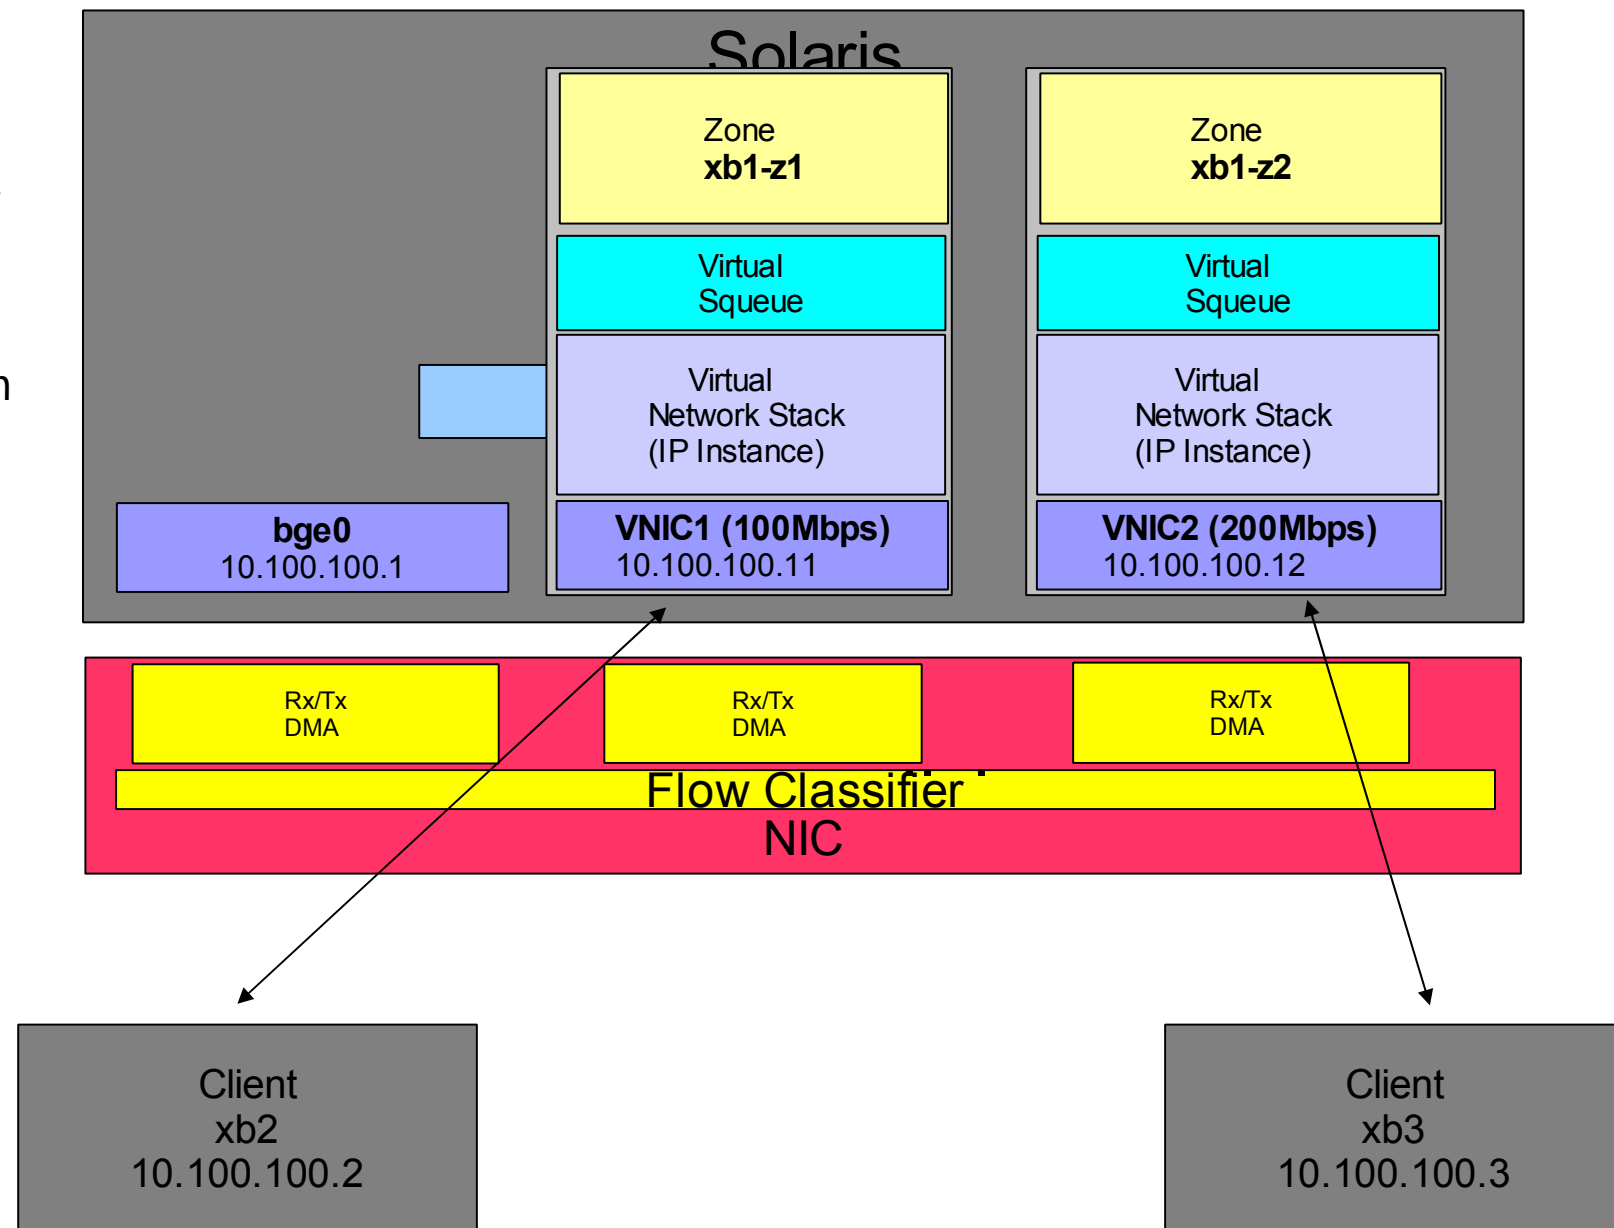 Solaris
Zone
xb1-z1
Zone
xb1-z2
Virtual
Squeue
Virtual
Squeue
Virtual
Network Stack
(IP Instance)
Virtual
Network Stack
(IP Instance)
bge0
10.100.100.1
VNIC1 (100Mbps)
10.100.100.11
VNIC2 (200Mbps)
10.100.100.12
Rx/Tx
DMA
Rx/Tx
DMA
Rx/Tx
DMA
Flow Classifier
NIC
Client
xb2
10.100.100.2
Client
xb3
10.100.100.3